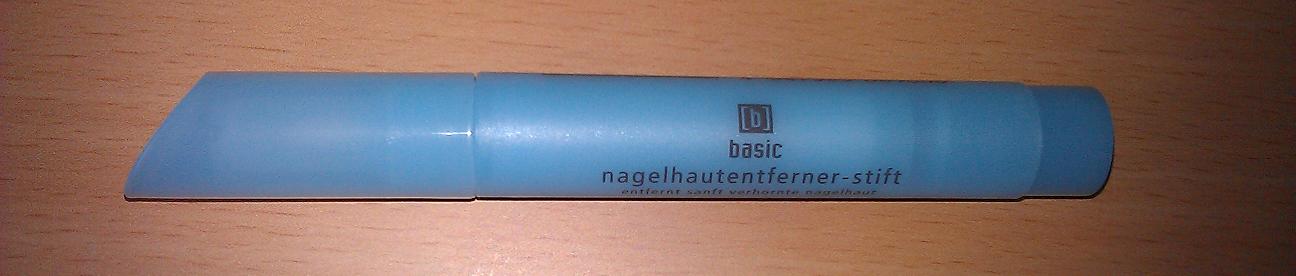 [b]
basic
nagelhautentferner-stift
entfernt sanft verhornte nagelhaut